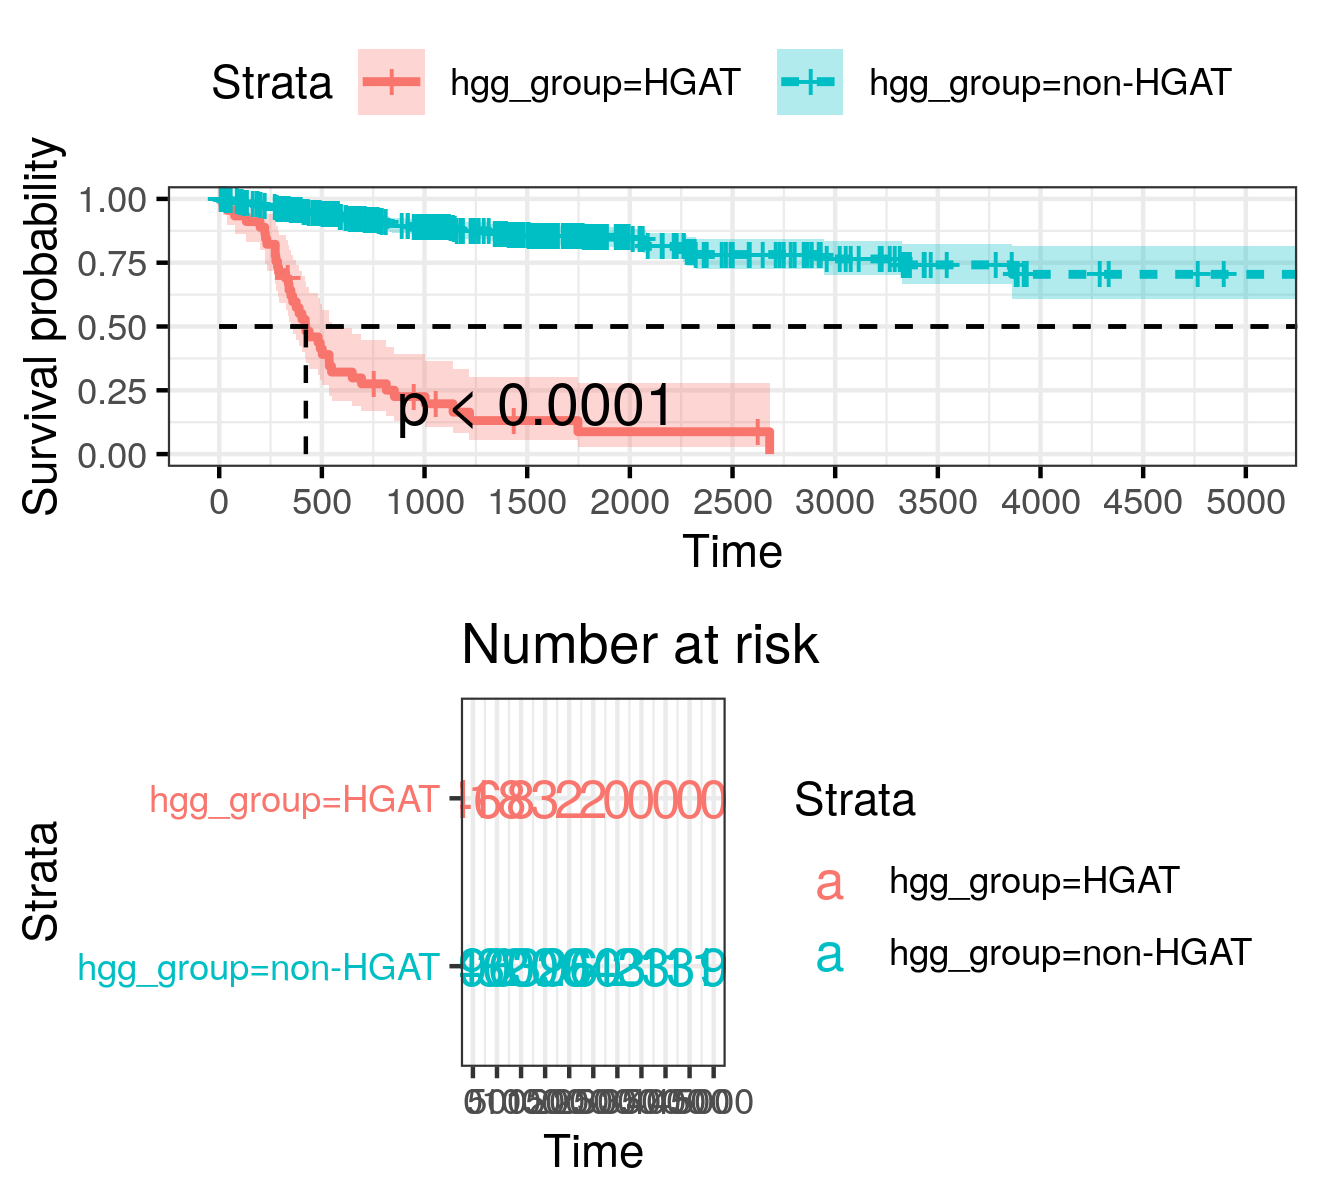 Strata hgg_group=HGAT hgg_group=non-HGAT
Survival probability
1.00
0.75
0.50
0.25
0.00
p < 0.0001
0 500 1000 1500 2000 2500 3000 3500 4000 4500 5000
Time
Number at risk
Strata
hgg_group=HGAT
hgg_group=non-HGAT
Time
Strata
a hgg_group=HGAT
a hgg_group=non-HGAT